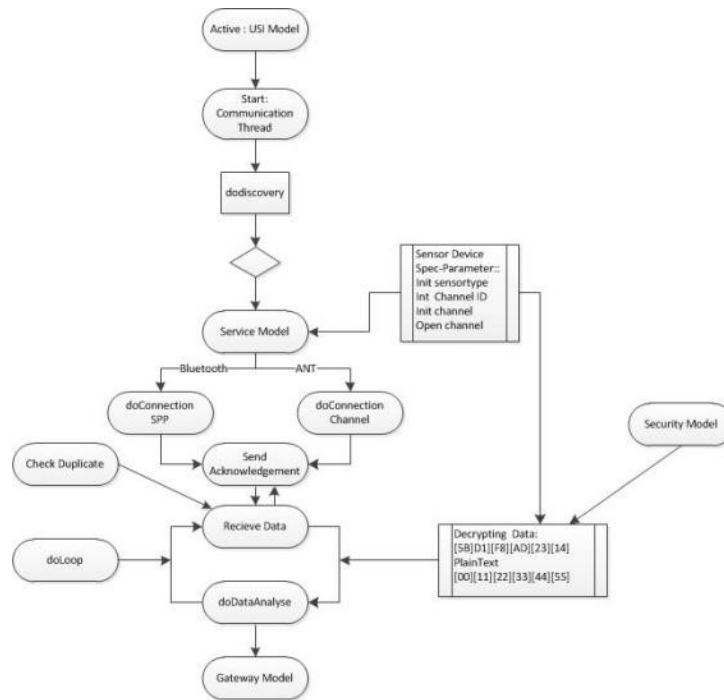 Active : USI Model
Start:
Communication
Thread
dodiscovery
Sensor Device
Spec-Parameter::
Init sensortype
Int Channel ID
Init channel
Open channel
Service Model
Bluetooth
ANT
doConnection
SPP
doConnection
Channel
Security Model
Check Duplicate
Send
Acknowledgement
Recieve Data
doLoop
Decrypting Data:
[5B]D1][F8][AD][23][14]
PlainText
[00][11][22][33][44][55]
doDataAnalyse
Gateway Model